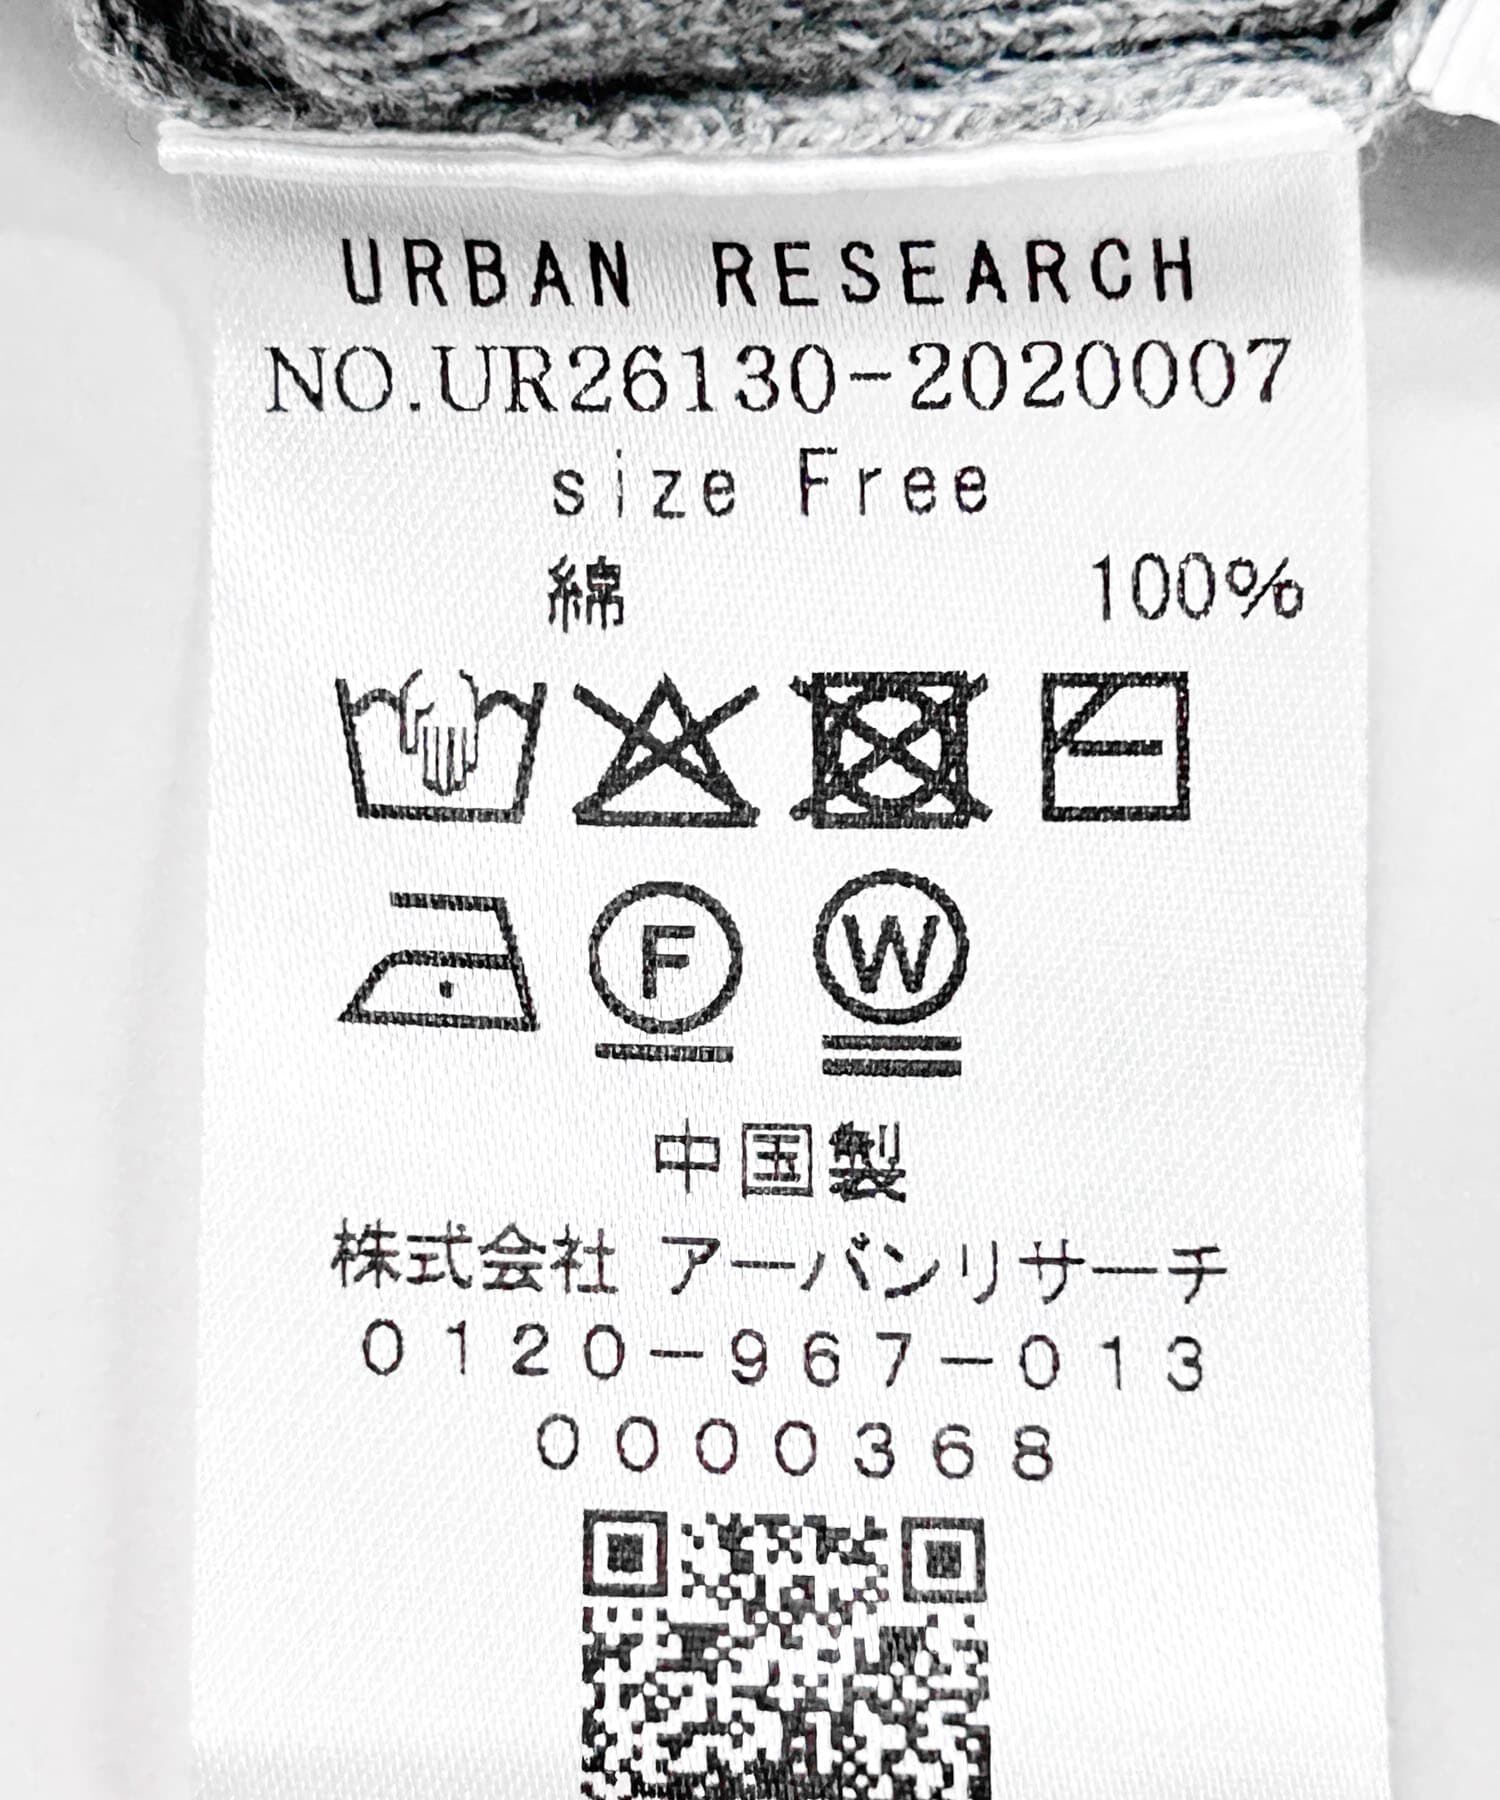 URBAN RESEARCH
NO.UR26130-2020007
size Free
綿 100%
F W
中国製
株式会社 アーバンリサーチ
0120-967-013
0000368